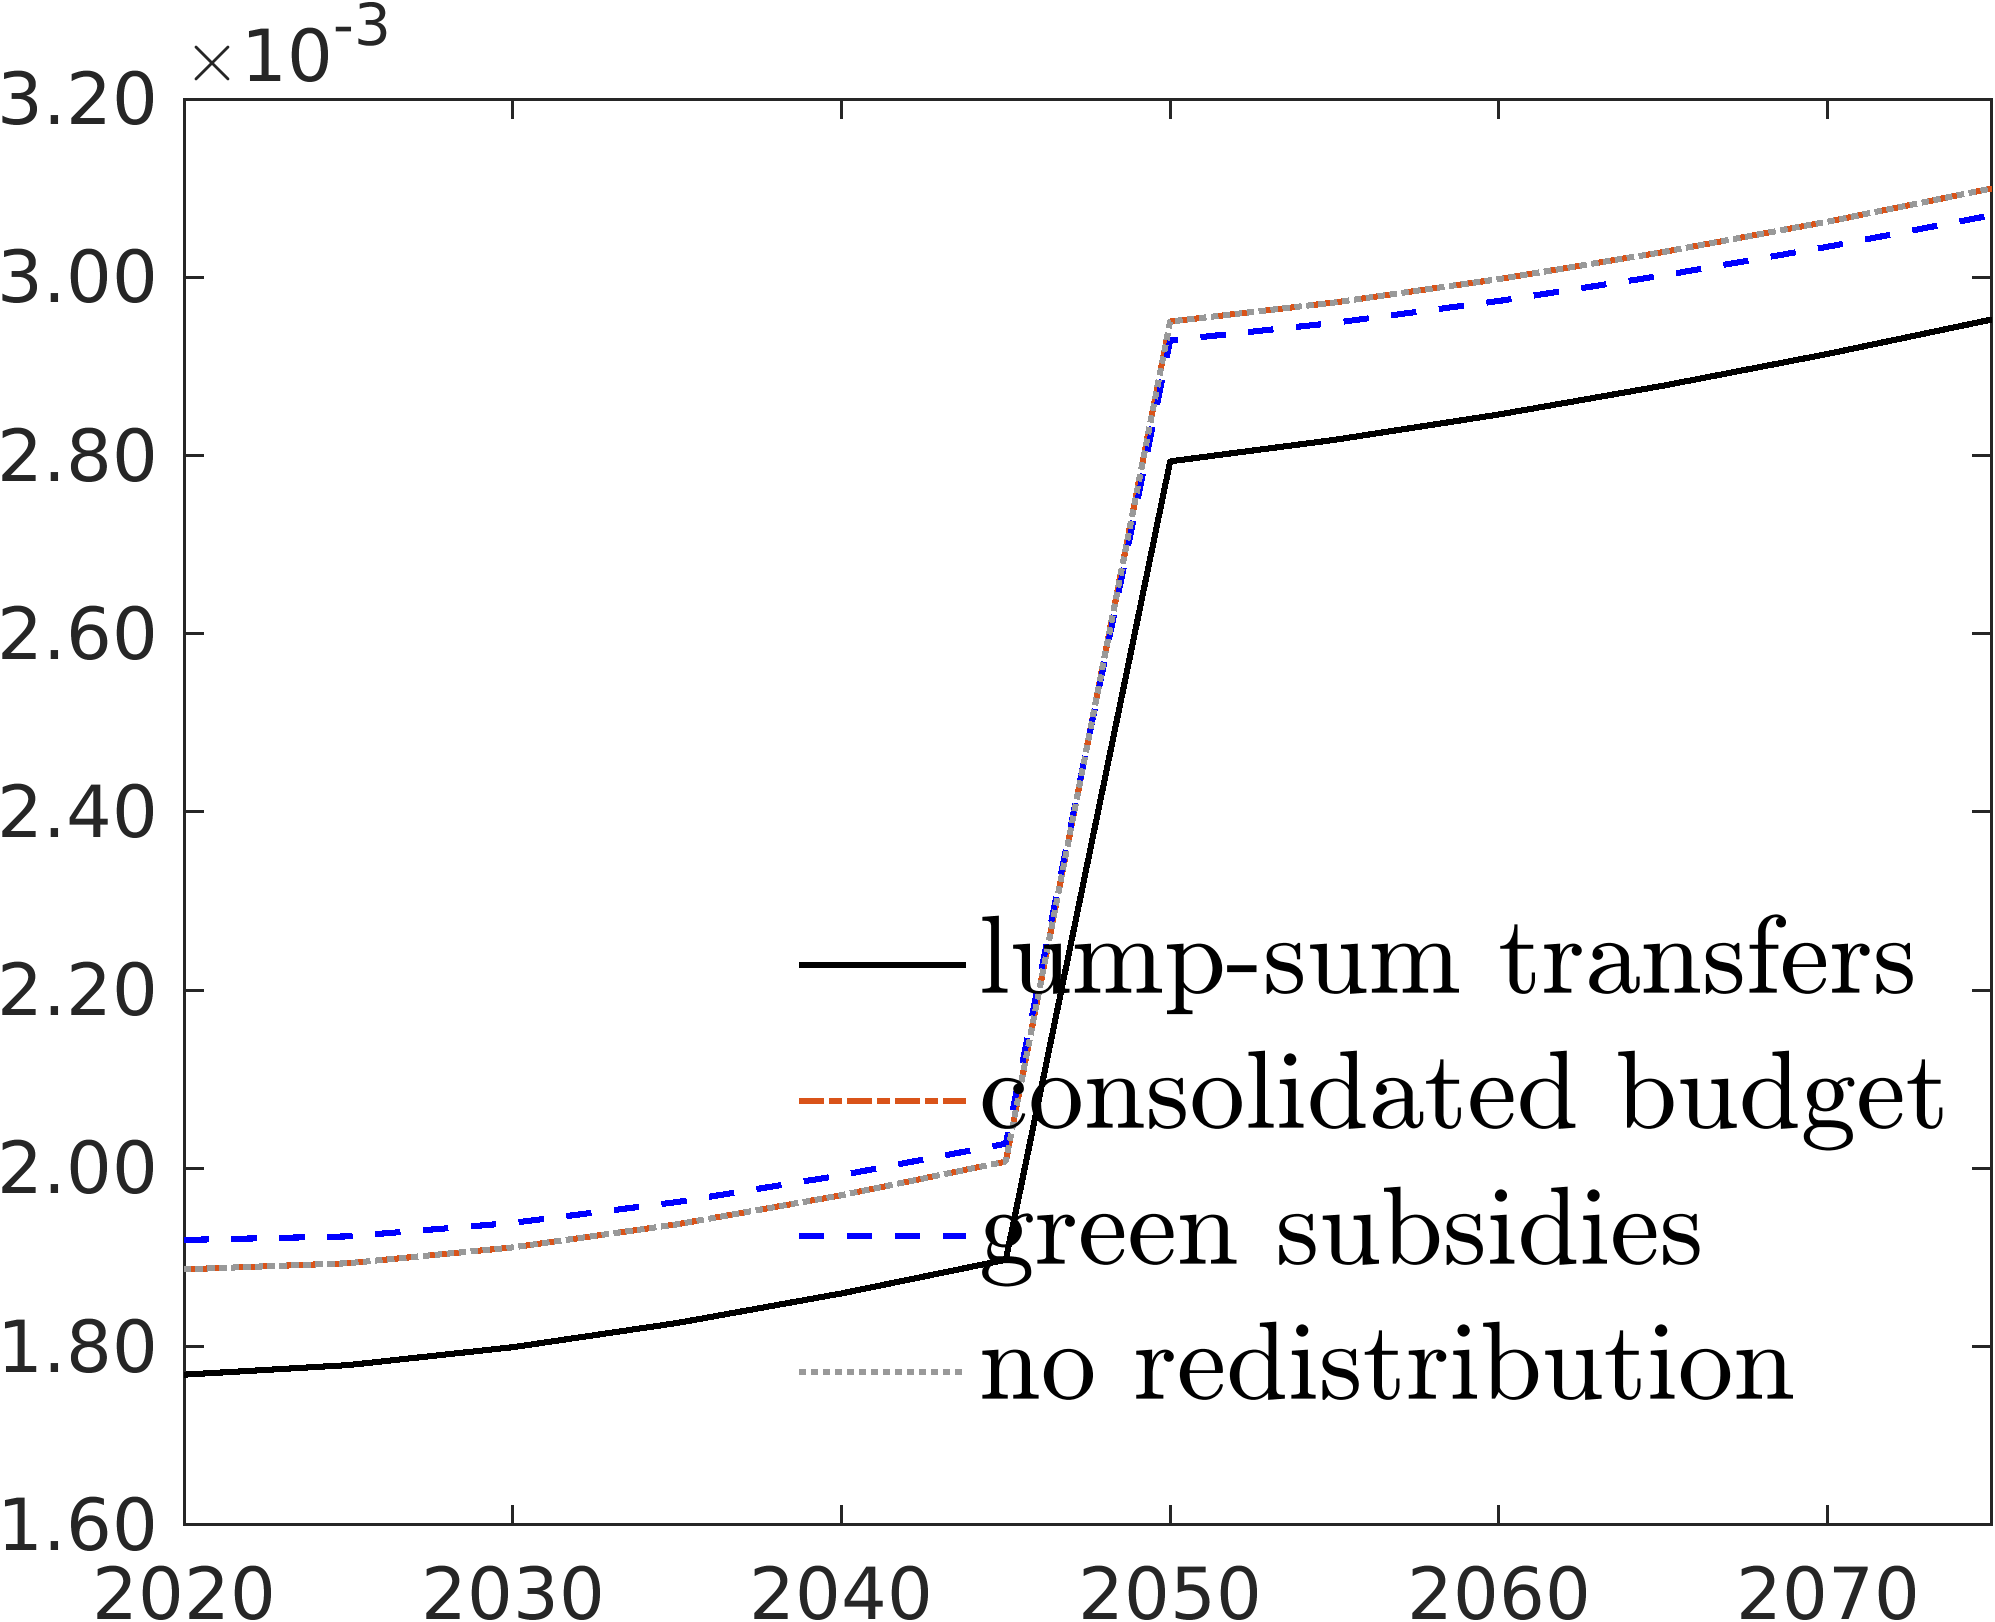 ×10-3
3.20
3.00
2.80
2.60
2.40
2.20
2.00
1.80
1.60
2020 2030 2040 2050 2060 2070
lump-sum transfers
consolidated budget
green subsidies
no redistribution